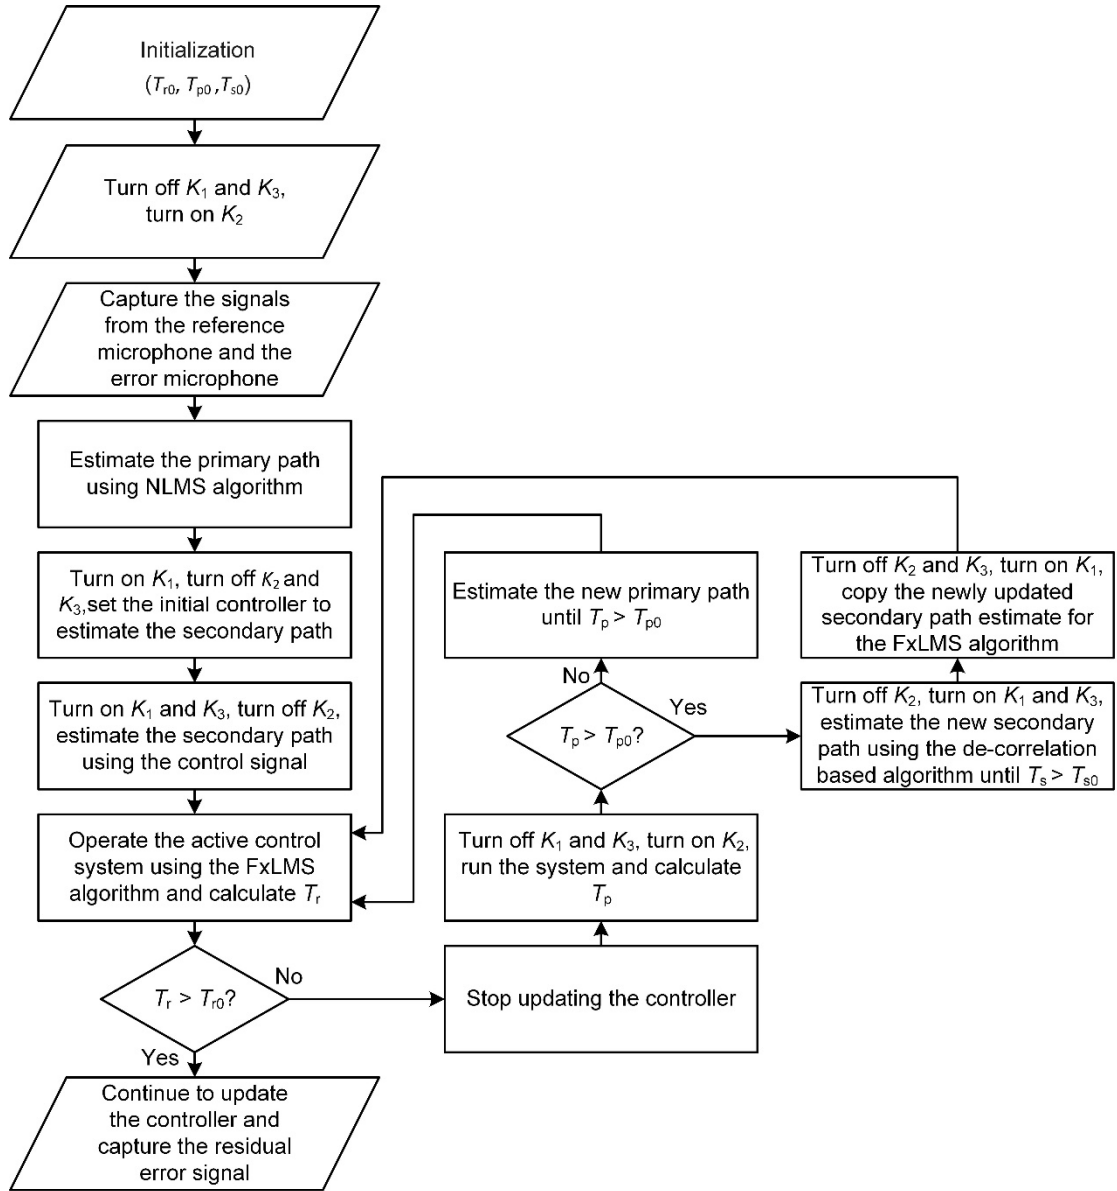 Initialization
(Tr0, Tp0 ,Ts0)
Turn off K1 and K3,
turn on K2
Capture the signals
from the reference
microphone and the
error microphone
Estimate the primary path
using NLMS algorithm
Turn on K1, turn off K2 and
K3,set the initial controller to
estimate the secondary path
Turn on K1 and K3, turn off K2,
estimate the secondary path
using the control signal
Operate the active control
system using the FxLMS
algorithm and calculate Tr
Tr > Tr0?
No
Yes
Continue to update
the controller and
capture the residual
error signal
Stop updating the controller
Turn off K1 and K3, turn on K2,
run the system and calculate
Tp
Tp > Tp0?
No
Yes
Estimate the new primary path
until Tp > Tp0
Turn off K2, turn on K1 and K3,
estimate the new secondary
path using the de-correlation
based algorithm until Ts > Ts0
Turn off K2 and K3, turn on K1,
copy the newly updated
secondary path estimate for
the FxLMS algorithm